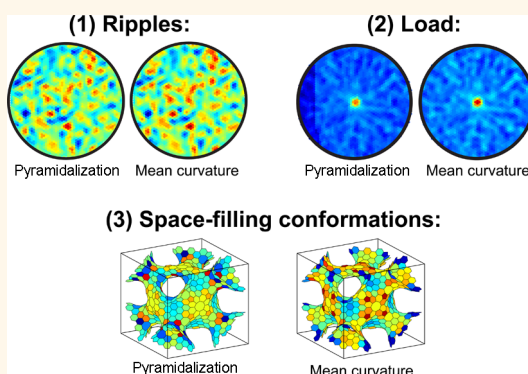 (1) Ripples:
(2) Load:
Pyramidalization
Mean curvature
Pyramidalization
Mean curvature
(3) Space-filling conformations:
Pyramidalization
Mean curvature